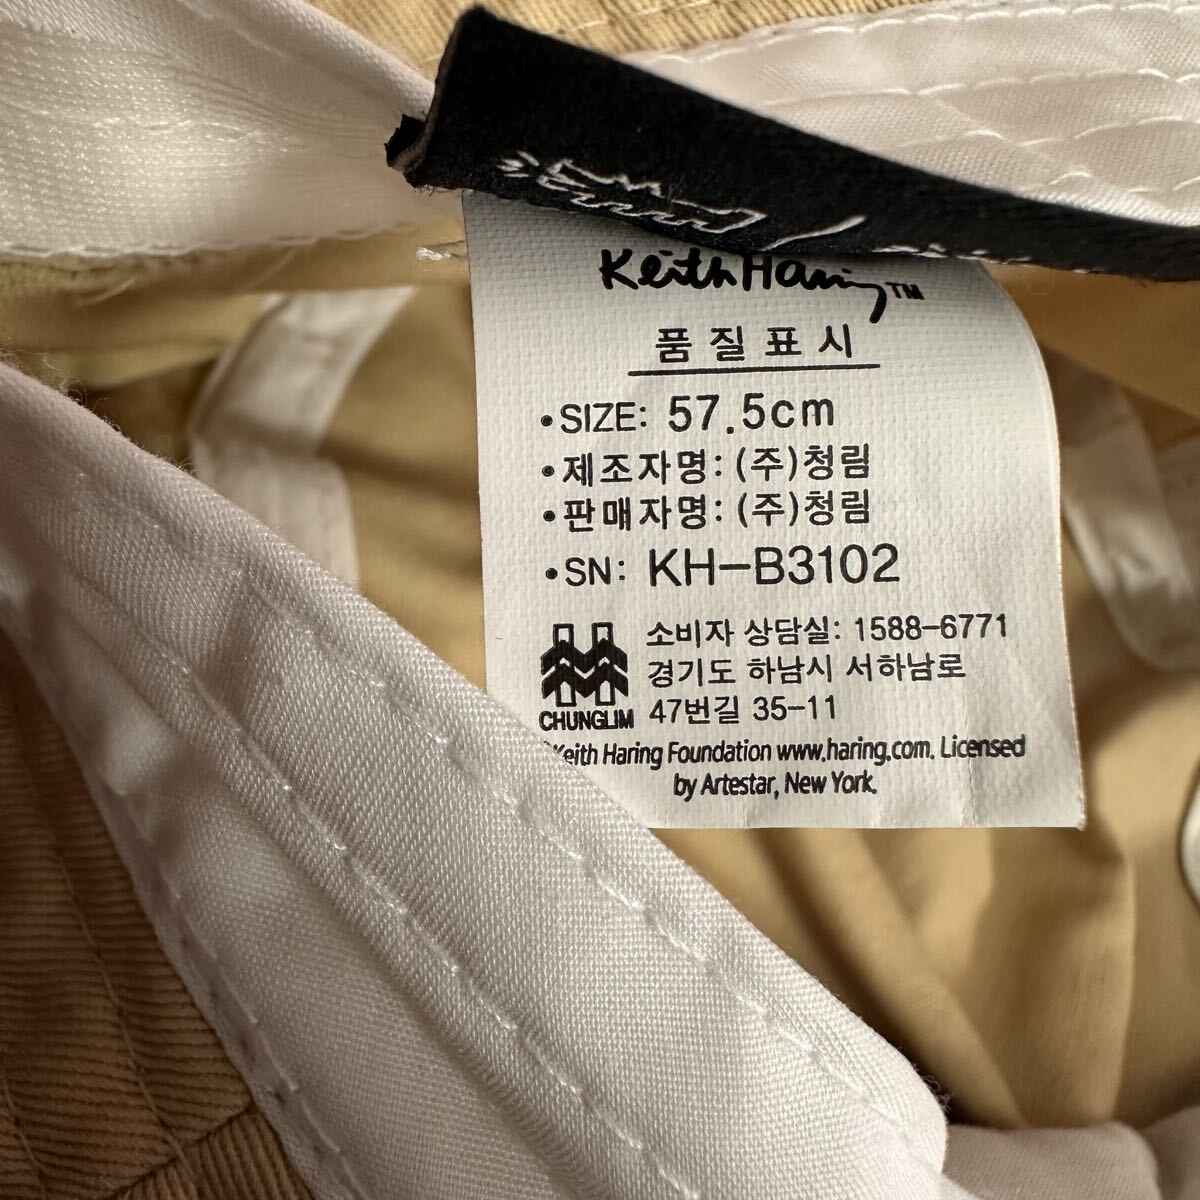 Keith Haring™
품질표시
•SIZE: 57.5cm
•제조자명: (주)청림
•판매자명: (주)청림
•SN: KH-B3102
소비자 상담실: 1588-6771
경기도 하남시 서하남로
CHUNGLIM 47번길 35-11
Keith Haring Foundation www.haring.com. Licensed
by Artestar, New York.